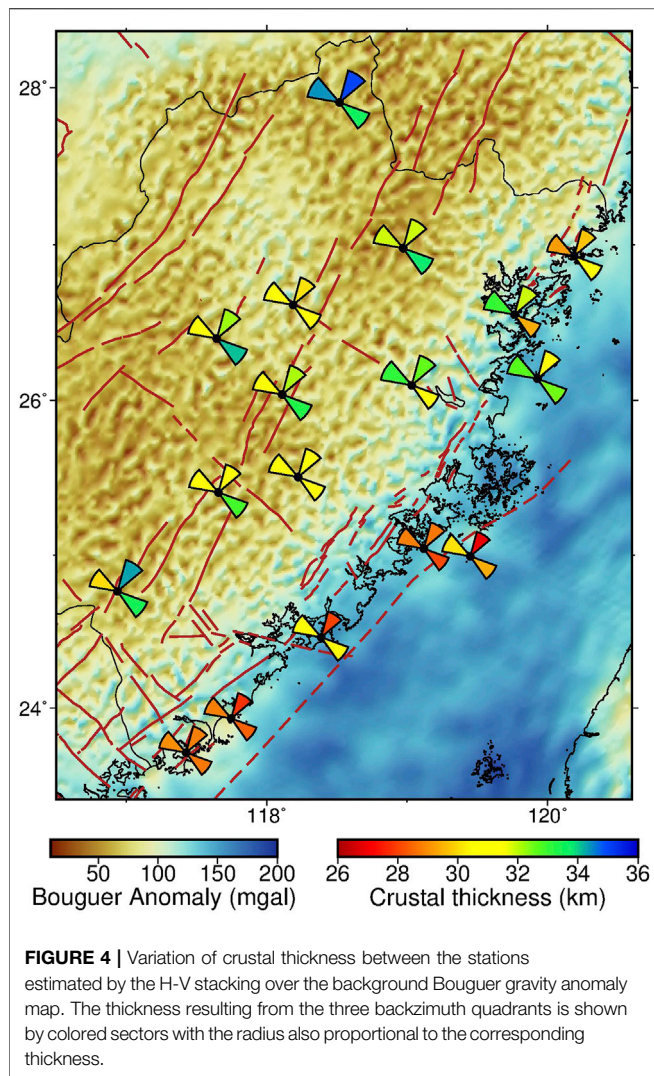 28°
26°
24°
118°
120°
50 100 150 200
Bouguer Anomaly (mgal)
26 28 30 32 34 36
Crustal thickness (km)
FIGURE 4 | Variation of crustal thickness between the stations
estimated by the H-V stacking over the background Bouguer gravity anomaly
map. The thickness resulting from the three backzimuth quadrants is shown
by colored sectors with the radius also proportional to the corresponding
thickness.